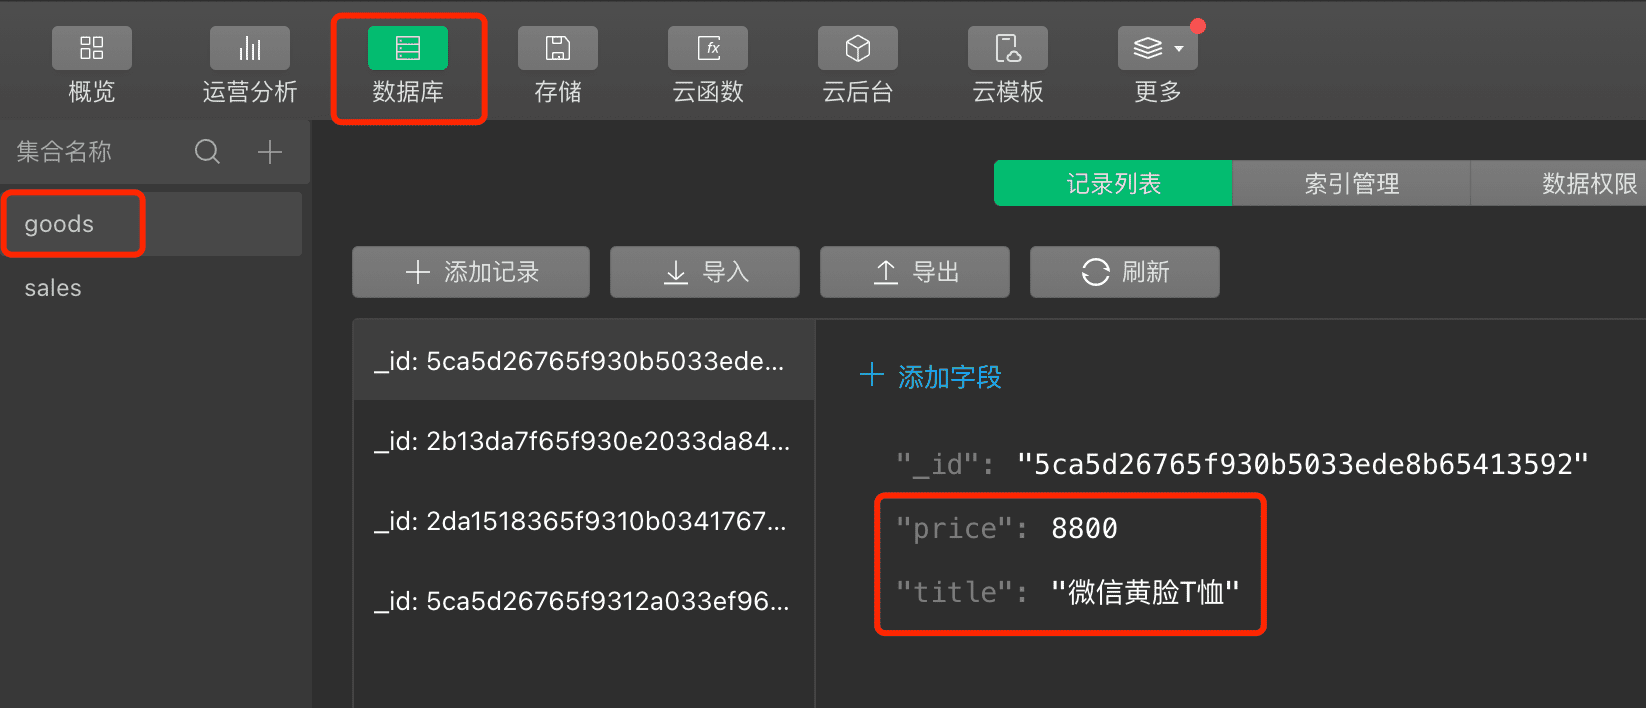 概览 运营分析 数据库 存储 云函数 云后台 云模板 更多
集合名称
记录列表 索引管理 数据权限
goods
sales
添加记录 导入 导出 刷新
_id: 5ca5d26765f930b5033ede...
_id: 2b13da7f65f930e2033da84...
_id: 2da1518365f9310b0341767...
_id: 5ca5d26765f9312a033ef96...
添加字段
"_id": "5ca5d26765f930b5033ede8b65413592"
"price": 8800
"title": "微信黄脸T恤"